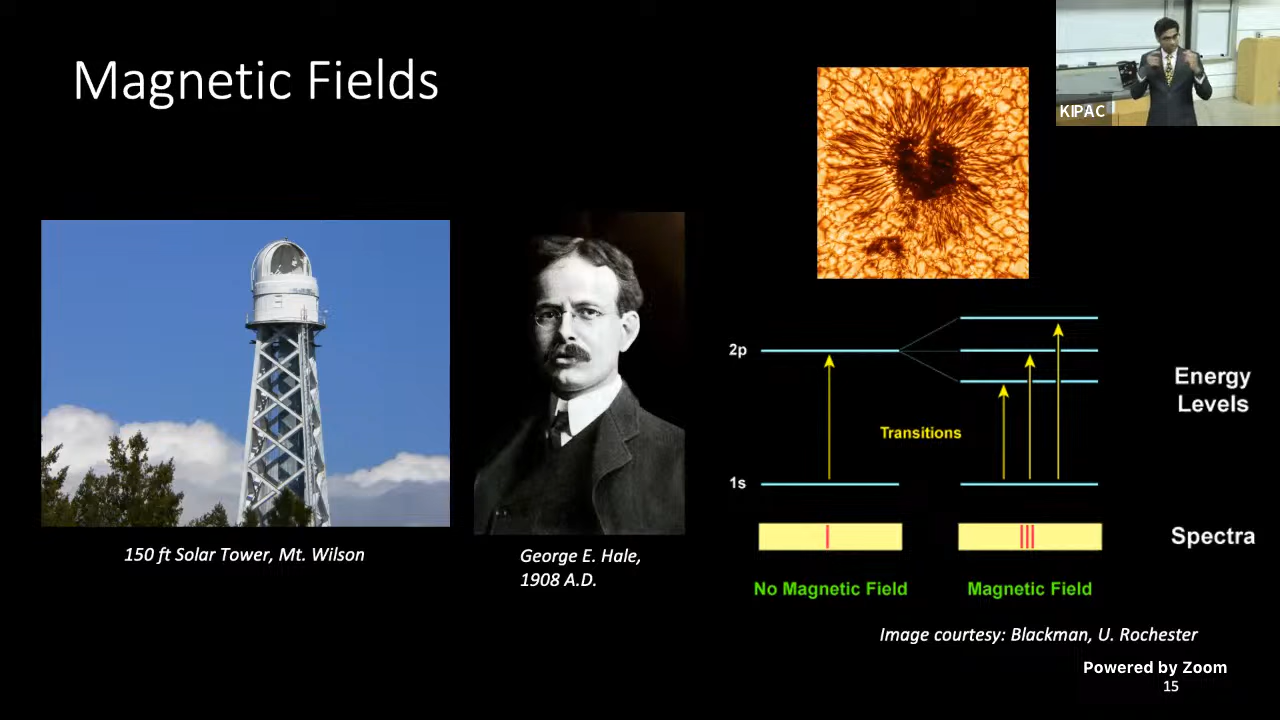 Magnetic Fields
KIPAC
150 ft Solar Tower, Mt. Wilson
George E. Hale,
1908 A.D.
2p
1s
Transitions
Energy
Levels
Spectra
No Magnetic Field
Magnetic Field
Image courtesy: Blackman, U. Rochester
Powered by Zoom
15